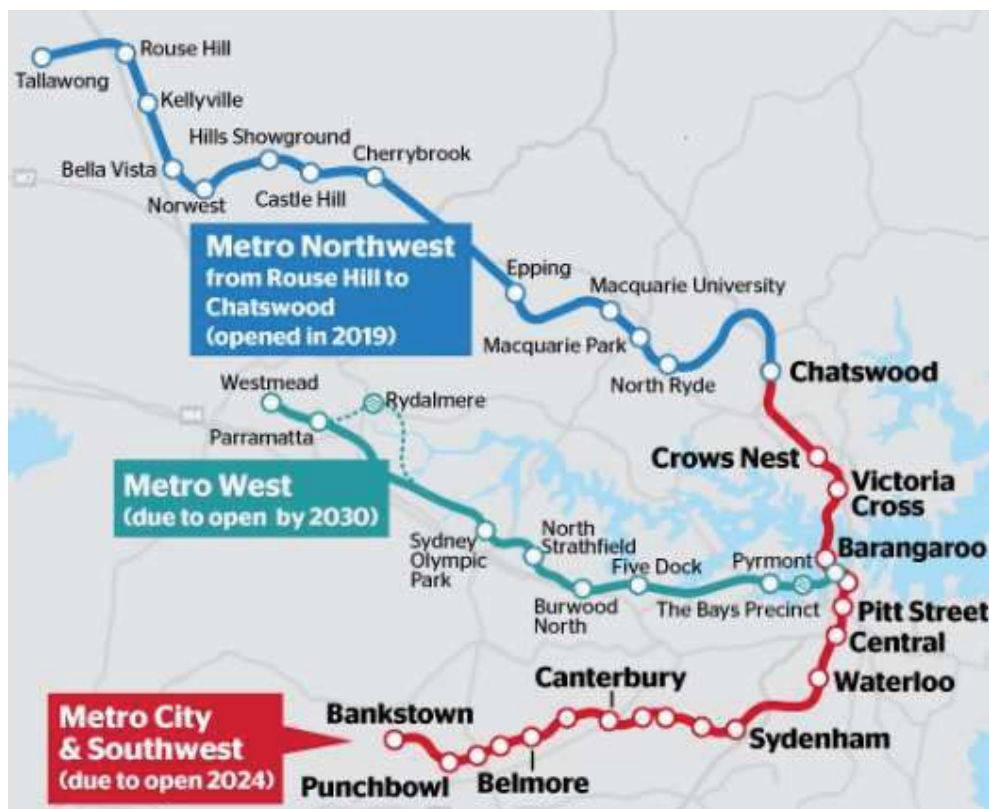 Rouse Hill
Tallawong
Kellyville
Hills Showground
Cherrybrook
Bella Vista
Norwest
Castle Hill
Metro Northwest
from Rouse Hill to
Chatswood
(opened in 2019)
Epping
Macquarie University
Macquarie Park
North Ryde
Chatswood
Westmead
Rydalmere
Parramatta
Crows Nest
Metro West
(due to open by 2030)
Victoria
Cross
Sydney
Olympic
Park
North
Strathfield
Five Dock
Pyrmont
Barangaroo
Burwood
North
The Bays Precinct
Pitt Street
Central
Waterloo
Canterbury
Metro City
& Southwest
(due to open 2024)
Bankstown
Sydenham
Punchbowl
Belmore